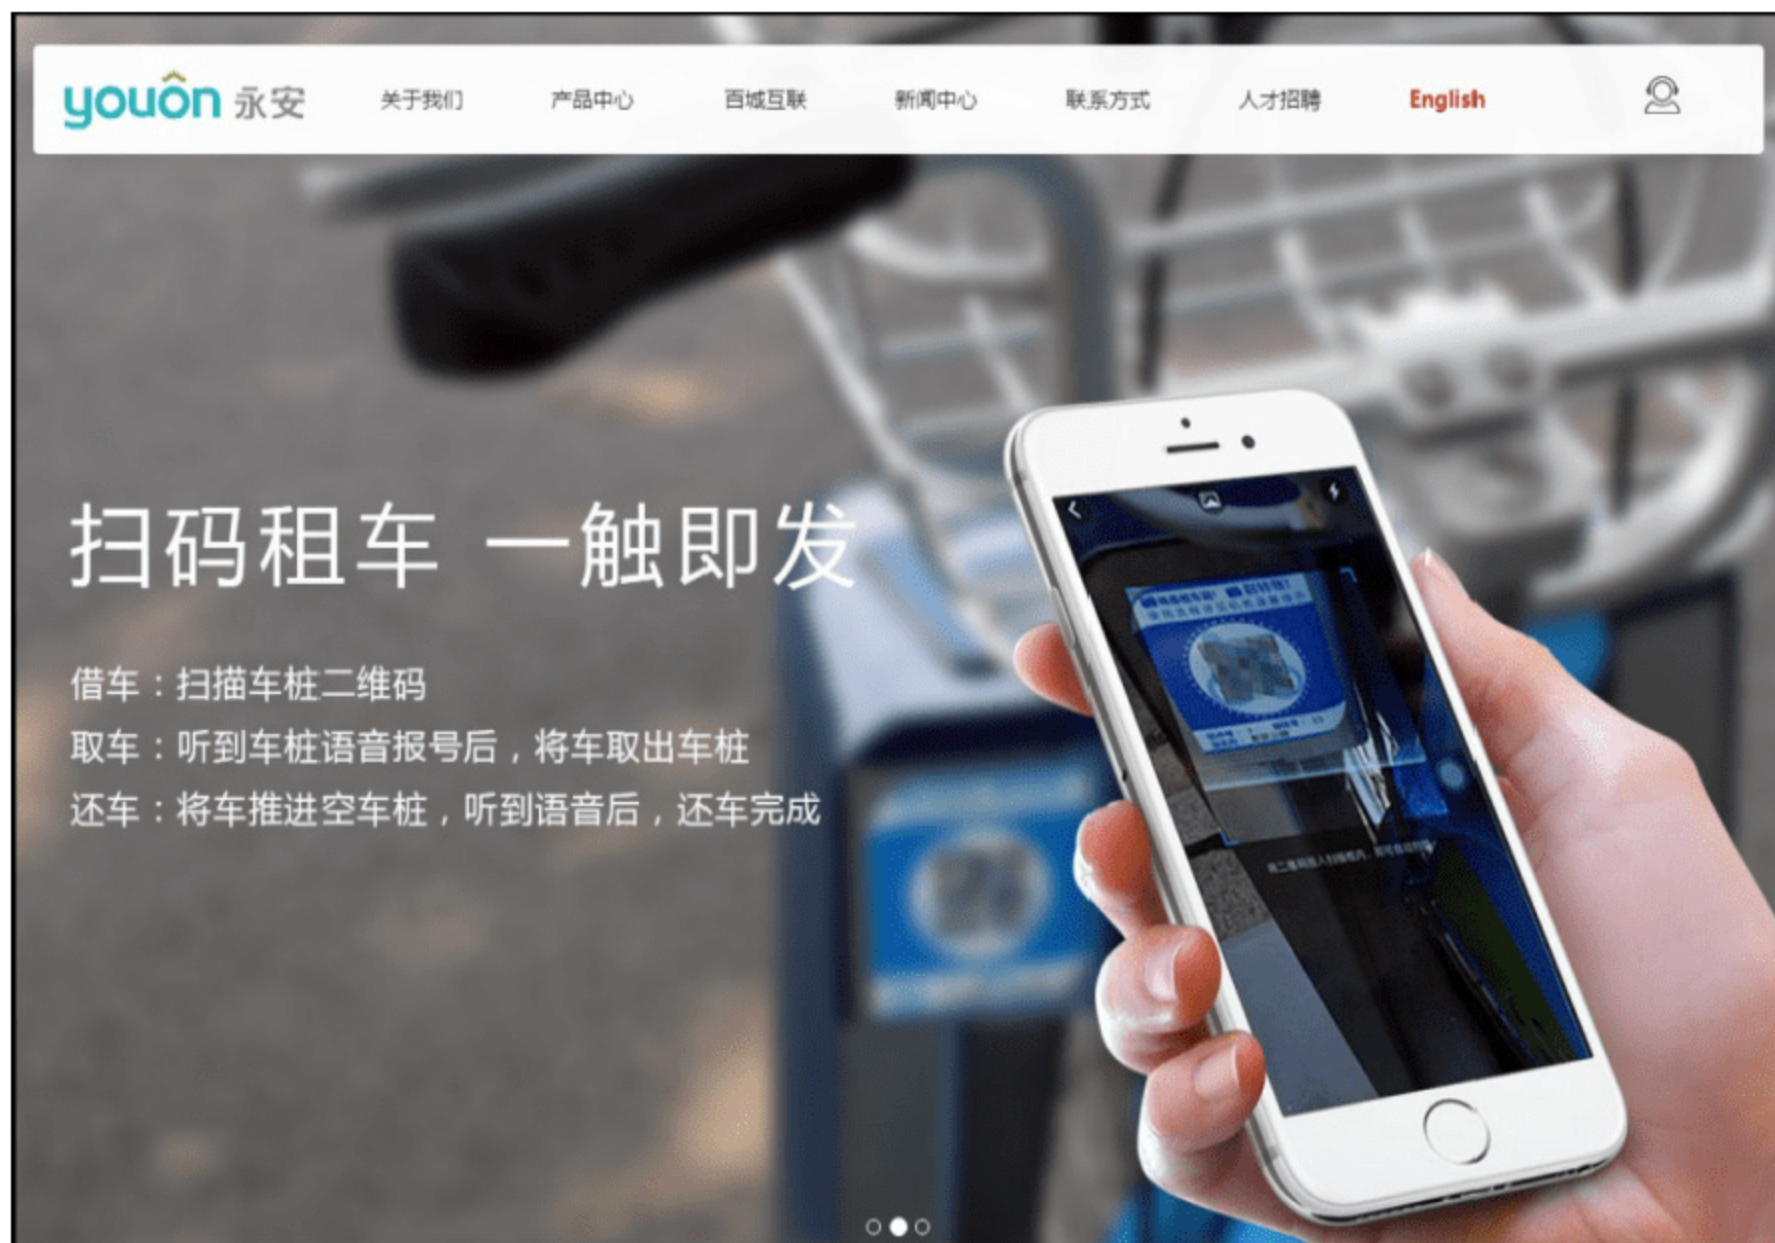 youon 永安 关于我们 产品中心 百城互联 新闻中心 联系方式 人才招聘 English
扫码租车 一触即发
借车：扫描车桩二维码
取车：听到车桩语音报号后，将车取出车桩
还车：将车推进空车桩，听到语音后，还车完成